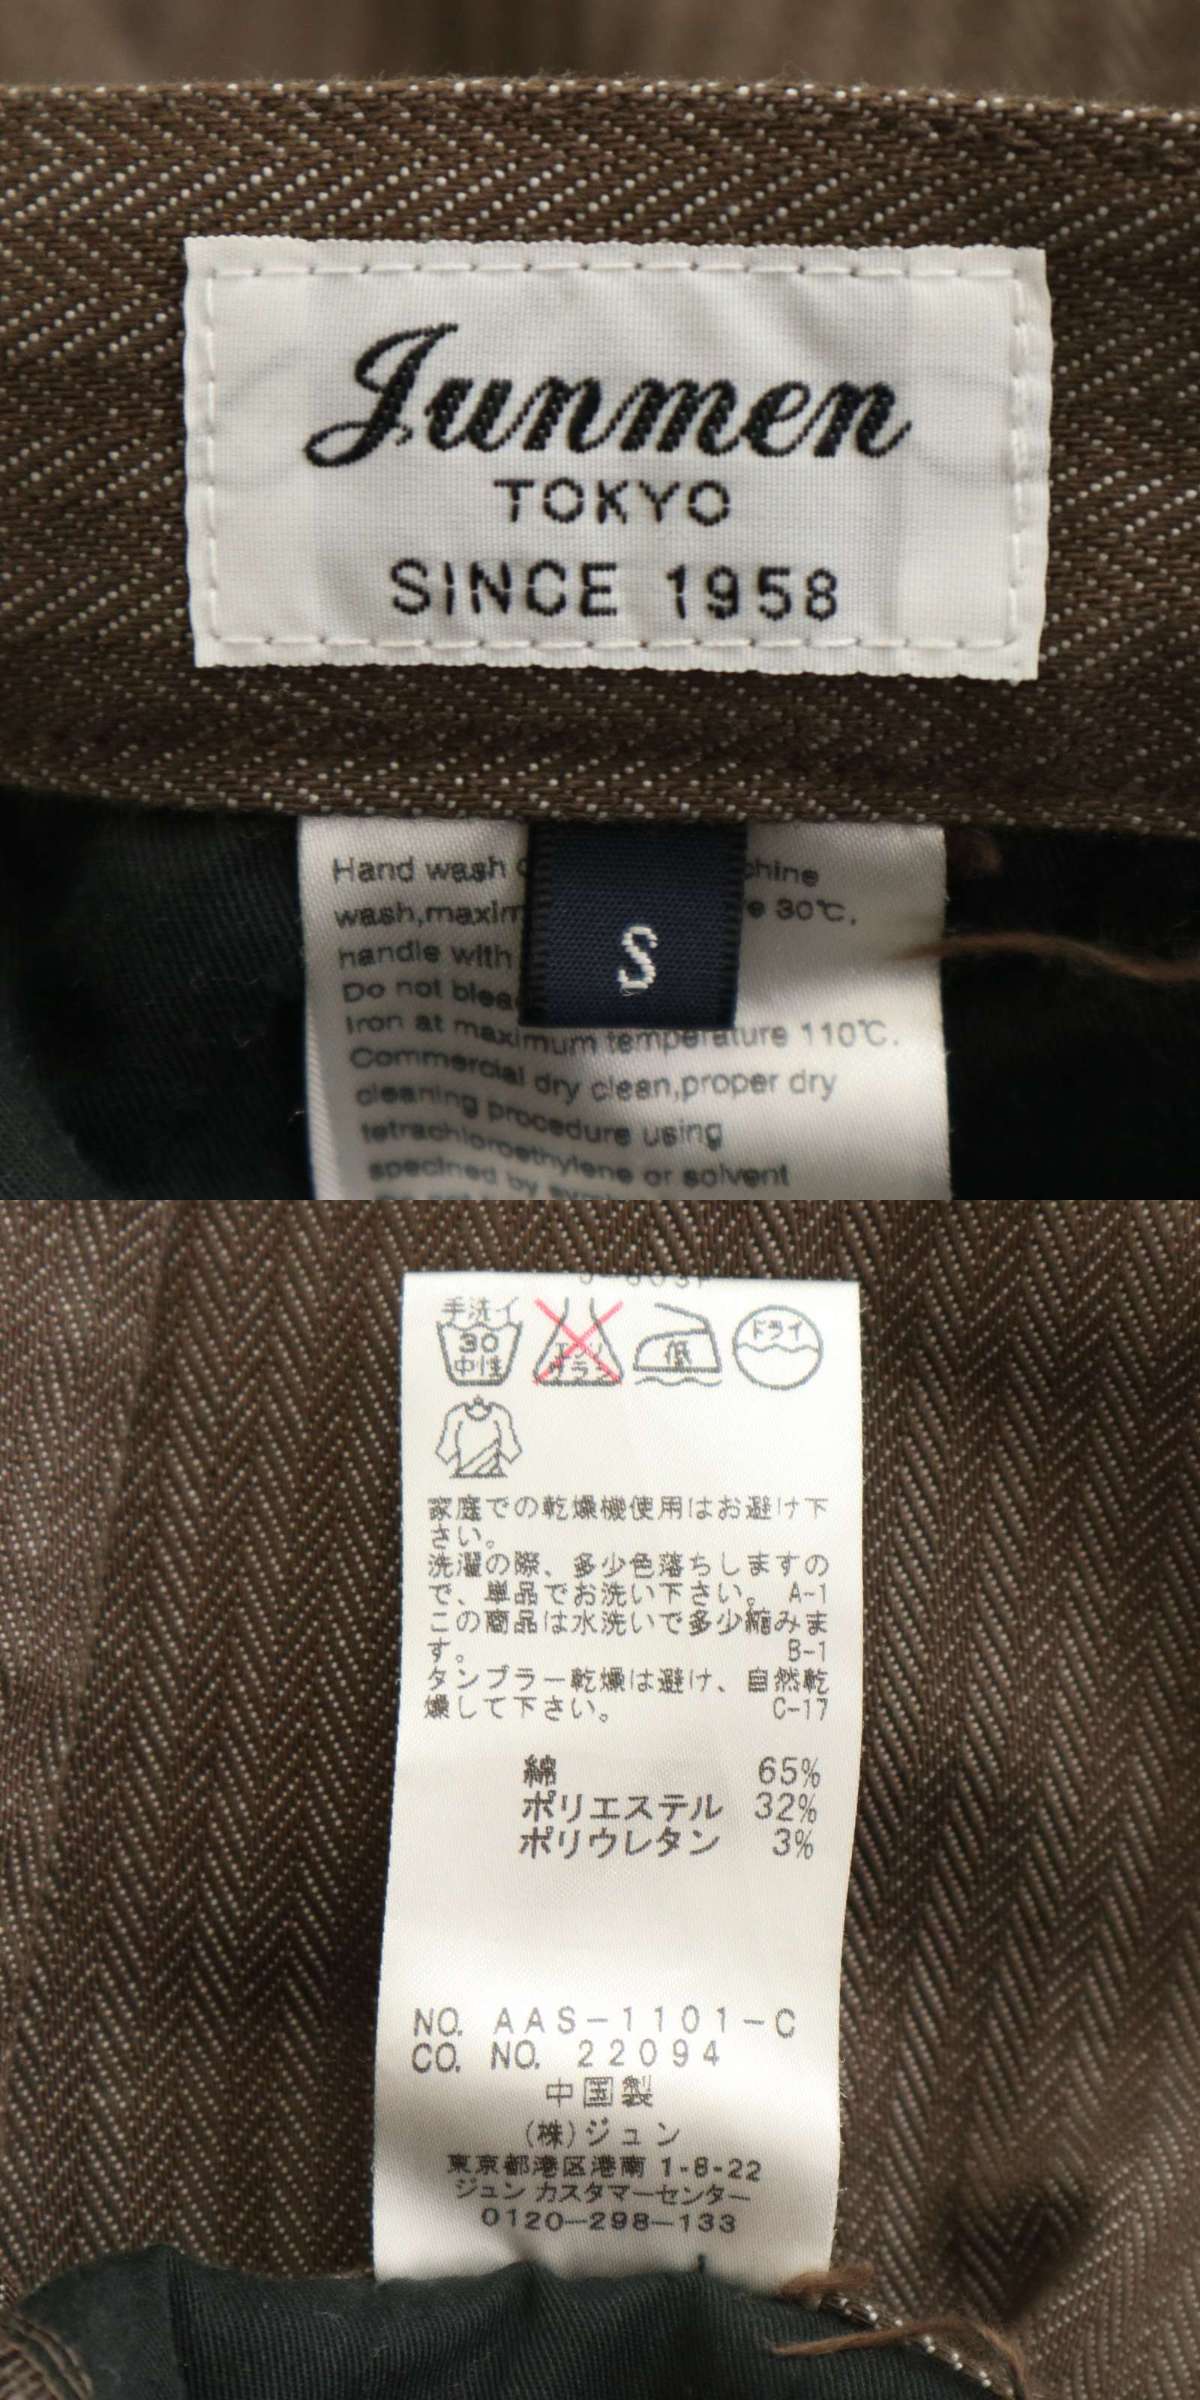 Junmen
TOKYO
SINCE 1958
S
Hand wash
wash,
30℃.
handle with
Do not
Iron at maximum temperature 110℃.
Commercial dry clean,proper dry
cleaning procedure using
tetrachloroethylene or solvent
手洗イ
30
中性
エンソ
サラシ
低
ドライ
家庭での乾燥機使用はお避け下
さい。
洗濯の際、多少色落ちしますの
で、単品でお洗い下さい。 A-1
この商品は水洗いで多少縮みま
す。 B-1
タンブラー乾燥は避け、自然乾
燥して下さい。 C-17
綿 65%
ポリエステル 32%
ポリウレタン 3%
NO. AAS-1101-C
CO. NO. 22094
中国製
(株)ジュン
東京都港区港南 1-8-22
ジュン カスタマーセンター
0120-298-133